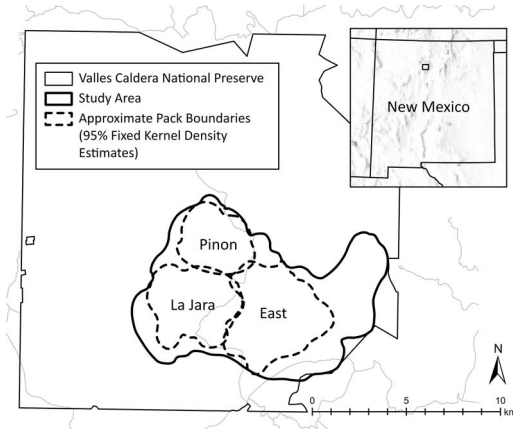 Valles Caldera National Preserve
Study Area
Approximate Pack Boundaries
(95% Fixed Kernel Density
Estimates)
New Mexico
Pinon
La Jara
East
N
0 5 10
km